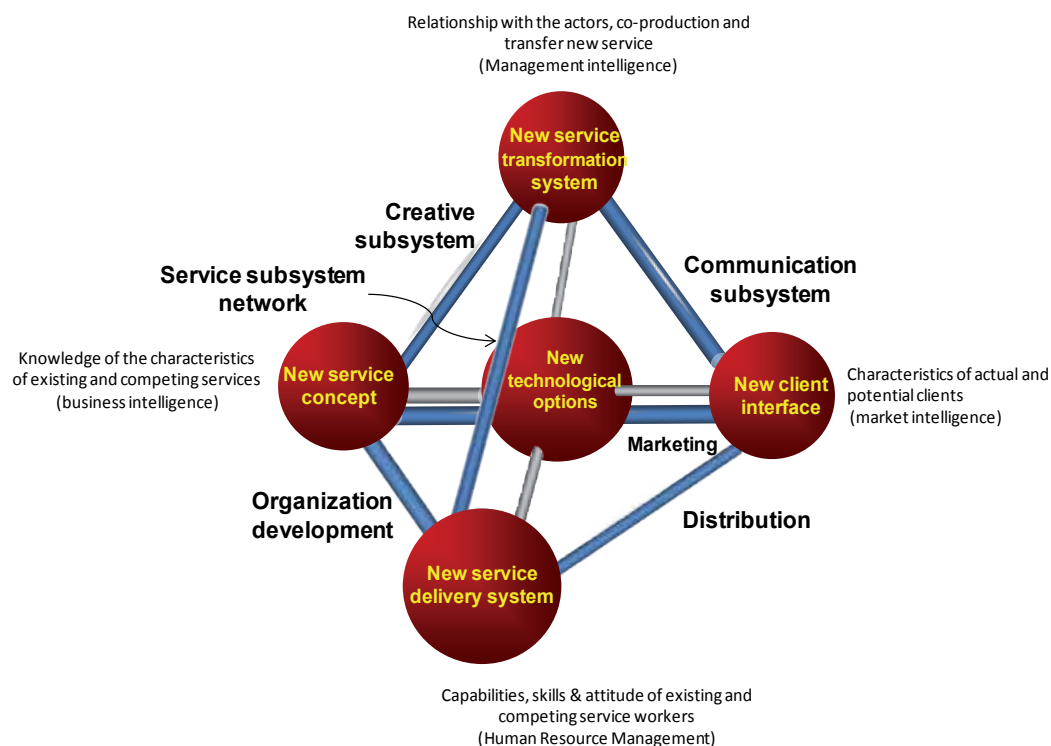 Relationship with the actors, co-production and
transfer new service
(Management intelligence)
New service
transformation
system
Creative
subsystem
Service subsystem
network
Communication
subsystem
Knowledge of the characteristics
of existing and competing services
(business intelligence)
New service
concept
New
technological
options
New client
interface
Characteristics of actual and
potential clients
(market intelligence)
Marketing
Organization
development
Distribution
New service
delivery system
Capabilities, skills & attitude of existing and
competing service workers
(Human Resource Management)